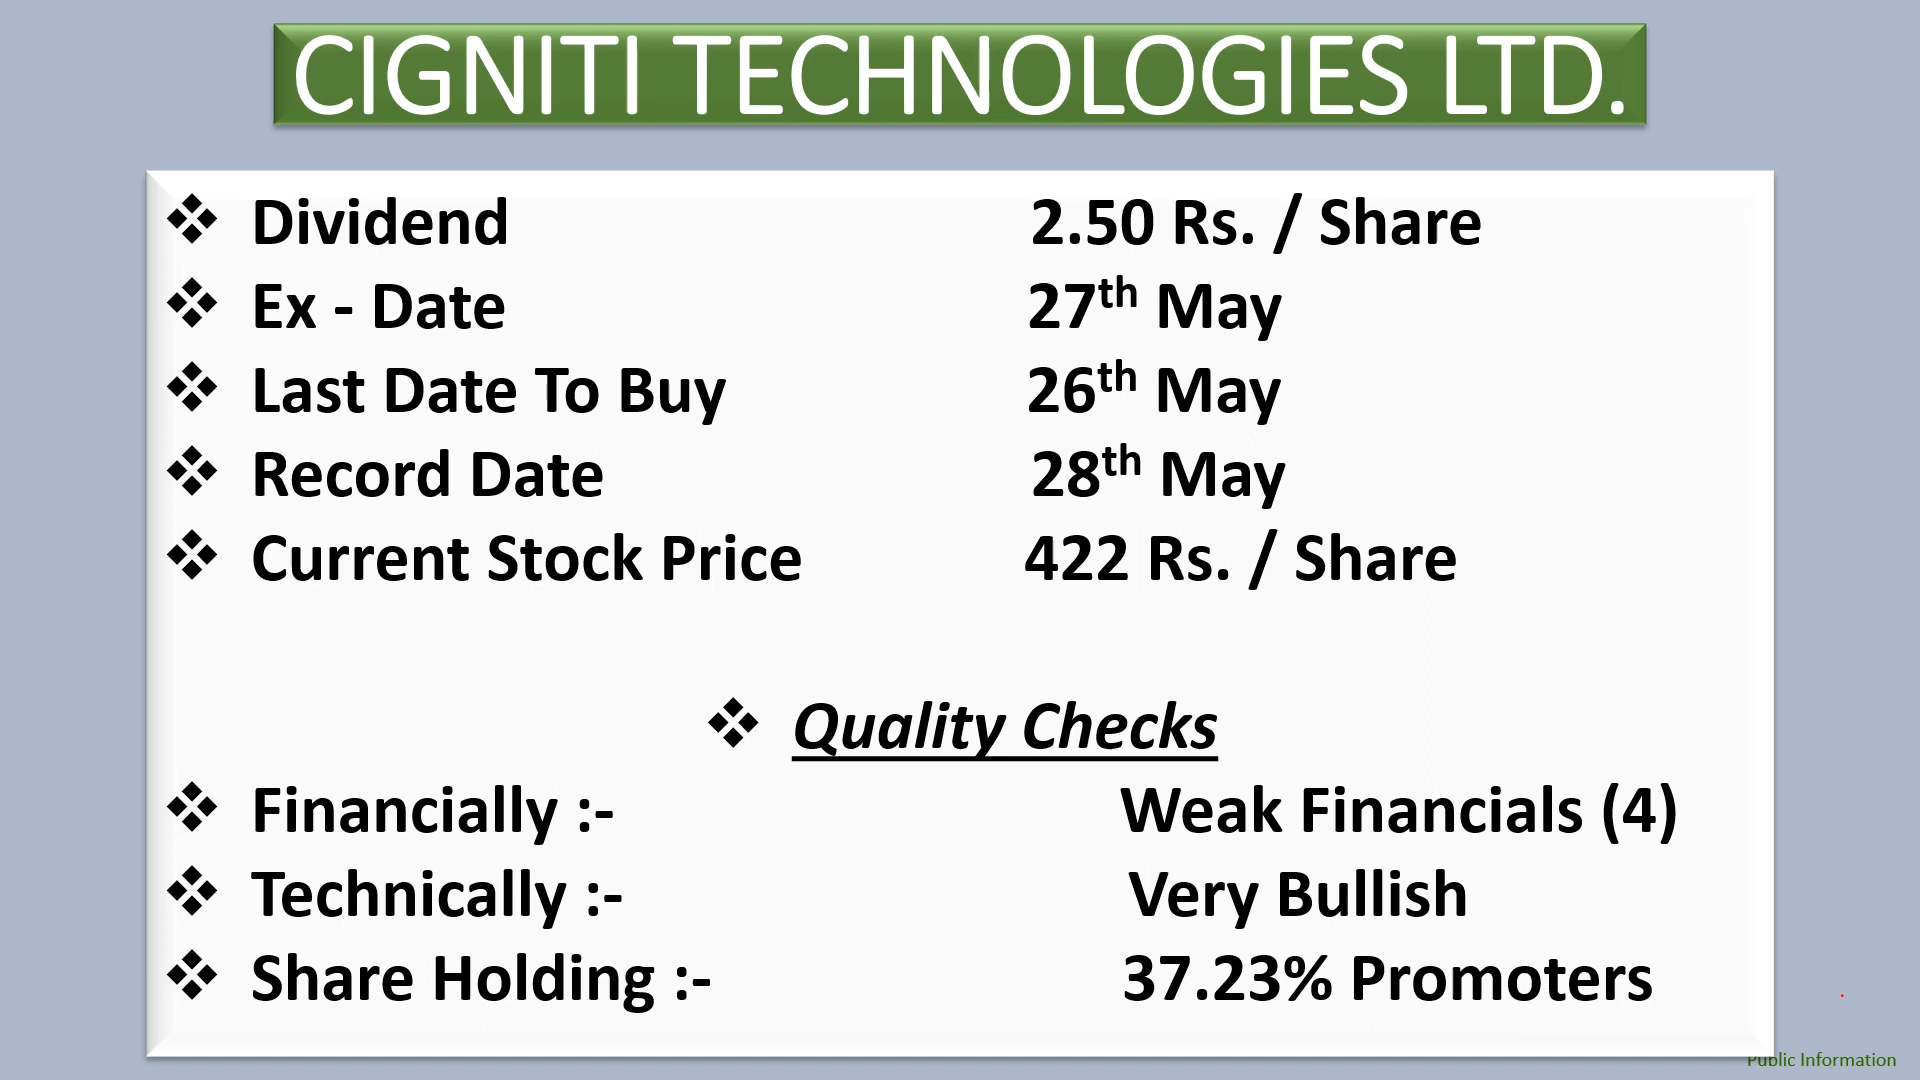 CIGNITI TECHNOLOGIES LTD.
❖ Dividend 2.50 Rs. / Share
❖ Ex - Date 27th May
❖ Last Date To Buy 26th May
❖ Record Date 28th May
❖ Current Stock Price 422 Rs. / Share
❖ Quality Checks
❖ Financially :- Weak Financials (4)
❖ Technically :- Very Bullish
❖ Share Holding :- 37.23% Promoters
Public Information